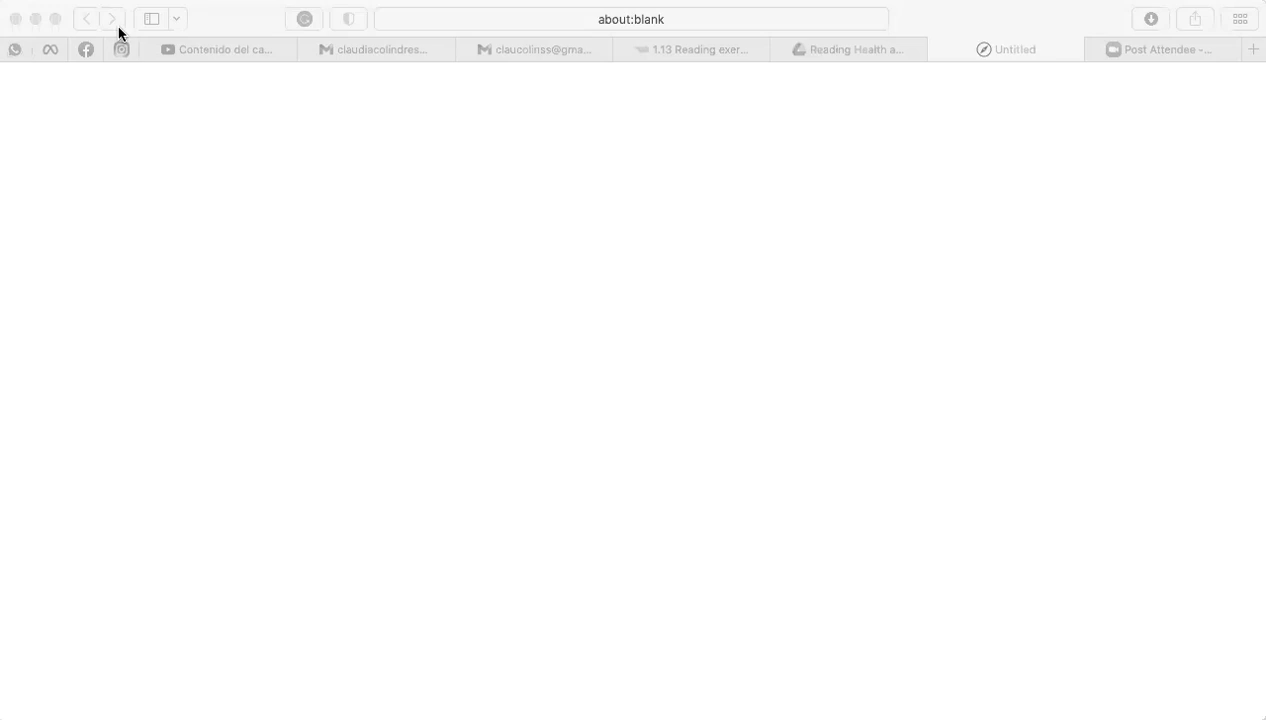 about:blank
Contenido del ca...
claudiacolindres...
claucolinss@gma...
1.13 Reading exer...
Reading Health a...
Untitled
Post Attendee -...